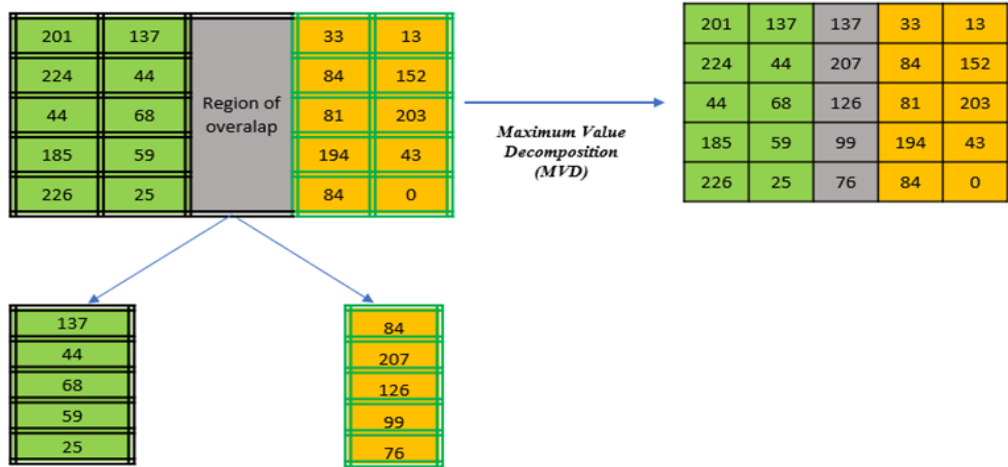 201 137 33 13
224 44 84 152
Region of
overalap
44 68 81 203
185 59 194 43
226 25 84 0
Maximum Value
Decomposition
(MVD)
201 137 137 33 13
224 44 207 84 152
44 68 126 81 203
185 59 99 194 43
226 25 76 84 0
137
44
68
59
25
84
207
126
99
76